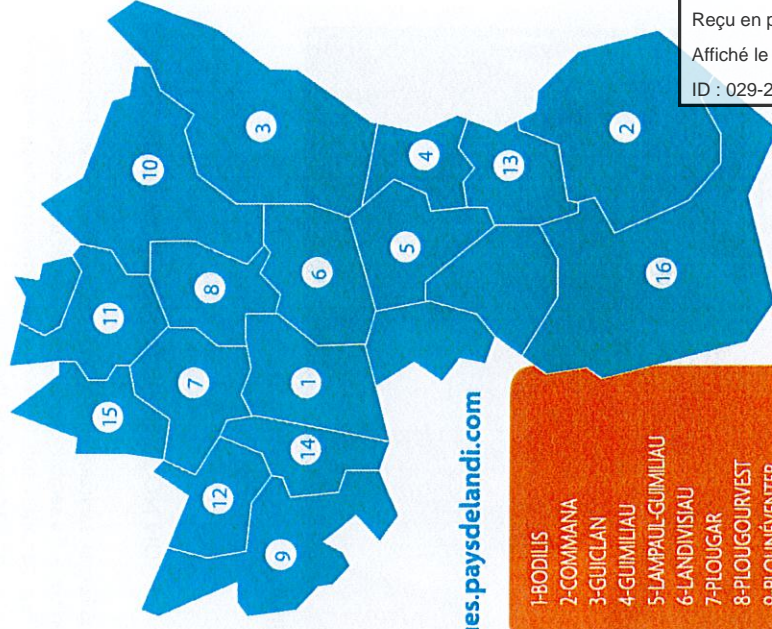 Reçu en p
Affiché le
ID : 029-2
10
3
4
13
2
11
8
6
5
16
15
7
1
12
14
9
es.paysdelandi.com
1-BODILIS
2-COMMANA
3-GUICLAN
4-GUIMILIAU
5-LAMPAUL-GUIMILIAU
6-LANDIVISIAU
7-PLOUGAR
8-PLOUGOURVEST
9-PLOUNÉVENTER